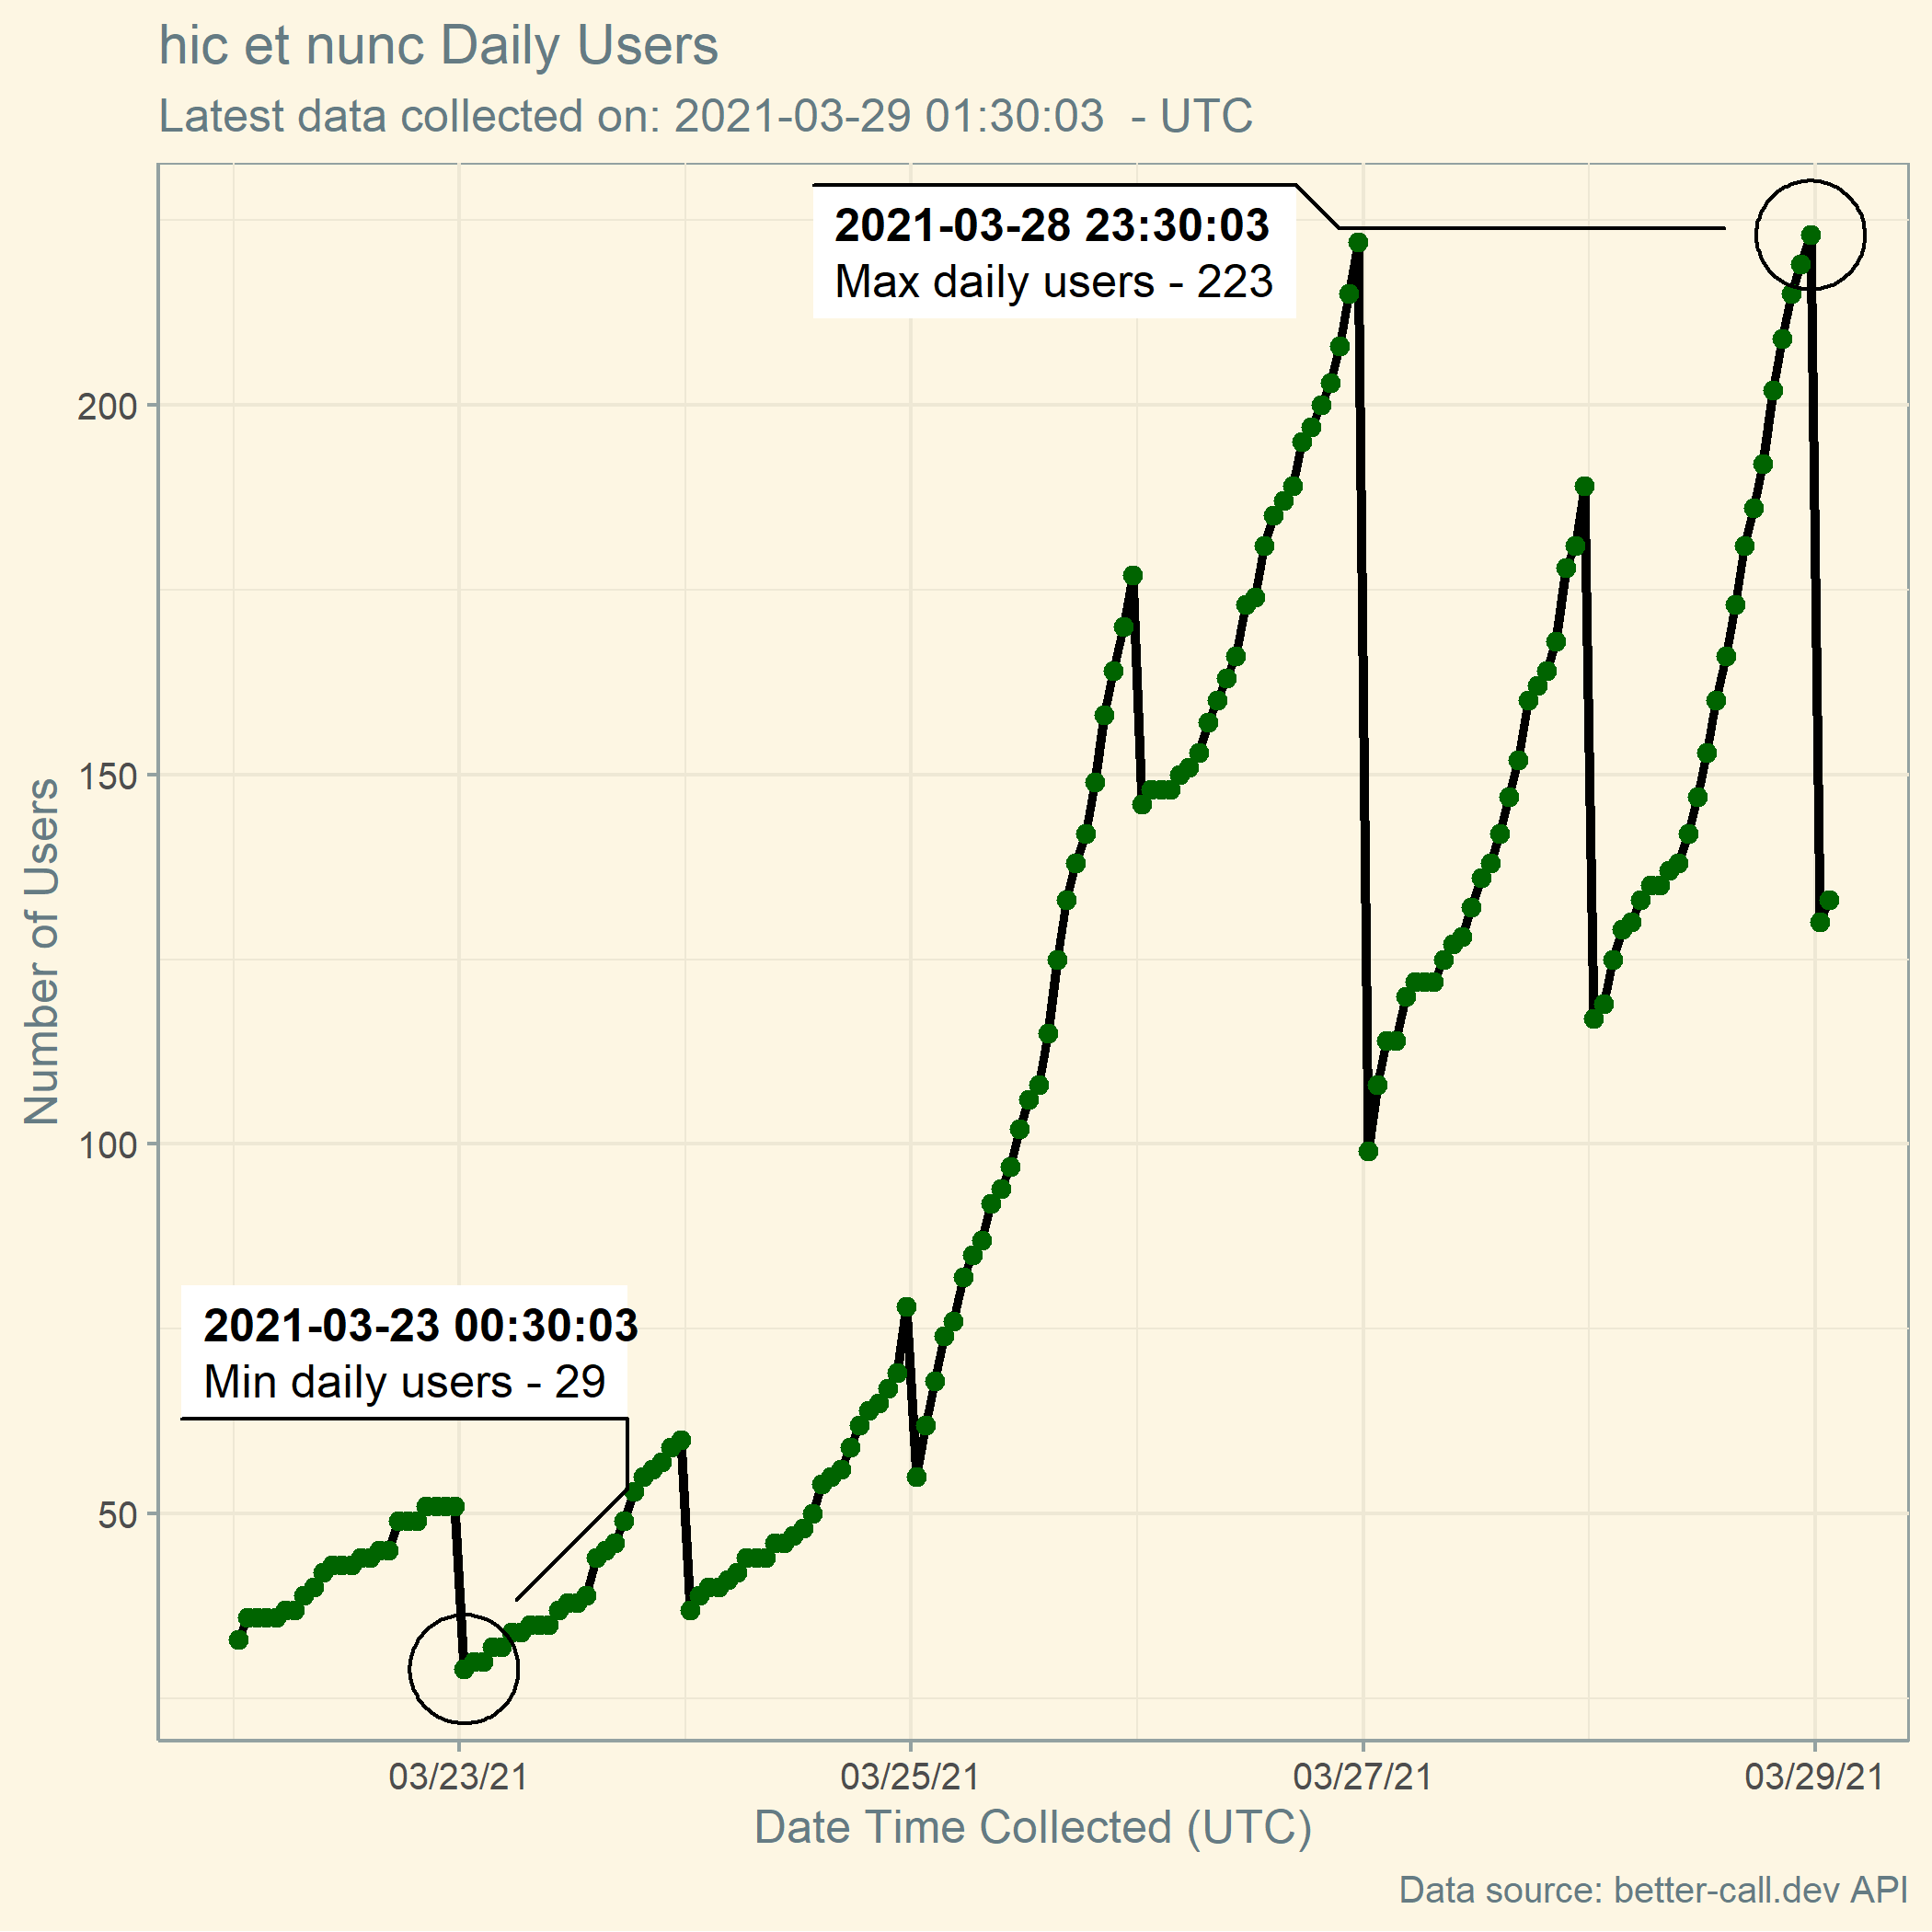 hic et nunc Daily Users
Latest data collected on: 2021-03-29 01:30:03  - UTC
2021-03-28 23:30:03
Max daily users - 223
200
150
100
50
Number of Users
2021-03-23 00:30:03
Min daily users - 29
03/23/21
03/25/21
03/27/21
03/29/21
Date Time Collected (UTC)
Data source: better-call.dev API